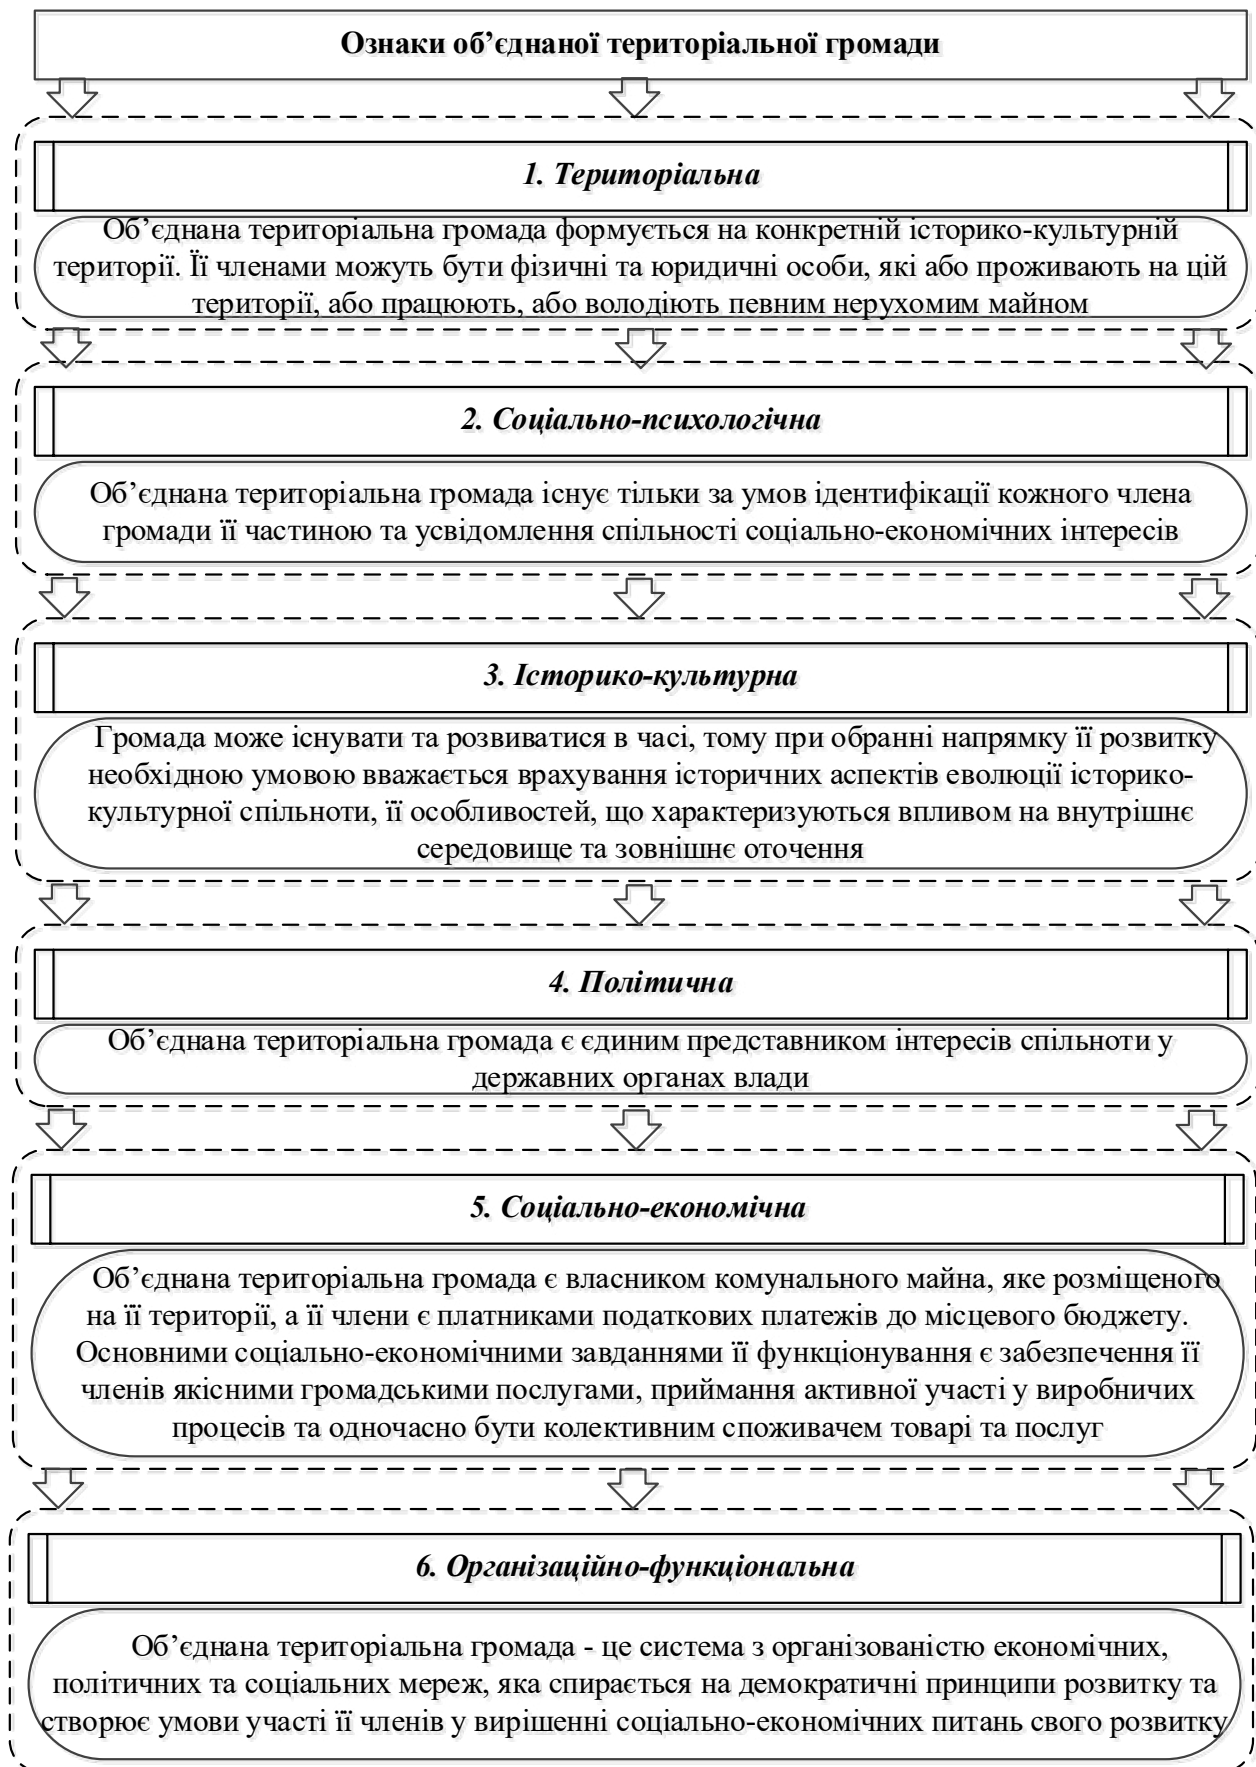 Ознаки об’єднаної територіальної громади
1. Територіальна
Об’єднана територіальна громада формується на конкретній історико-культурній
території. Її членами можуть бути фізичні та юридичні особи, які або проживають на цій
території, або працюють, або володіють певним нерухомим майном
2. Соціально-психологічна
Об’єднана територіальна громада існує тільки за умов ідентифікації кожного члена
громади її частиною та усвідомлення спільності соціально-економічних інтересів
3. Історико-культурна
Громада може існувати та розвиватися в часі, тому при обранні напрямку її розвитку
необхідною умовою вважається врахування історичних аспектів еволюції історико-
культурної спільноти, її особливостей, що характеризуються впливом на внутрішнє
середовище та зовнішнє оточення
4. Політична
Об’єднана територіальна громада є єдиним представником інтересів спільноти у
державних органах влади
5. Соціально-економічна
Об’єднана територіальна громада є власником комунального майна, яке розміщеного
на її території, а її члени є платниками податкових платежів до місцевого бюджету.
Основними соціально-економічними завданнями її функціонування є забезпечення її
членів якісними громадськими послугами, приймання активної участі у виробничих
процесів та одночасно бути колективним споживачем товарі та послуг
6. Організаційно-функціональна
Об’єднана територіальна громада - це система з організованістю економічних,
політичних та соціальних мереж, яка спирається на демократичні принципи розвитку та
створює умови участі її членів у вирішенні соціально-економічних питань свого розвитку